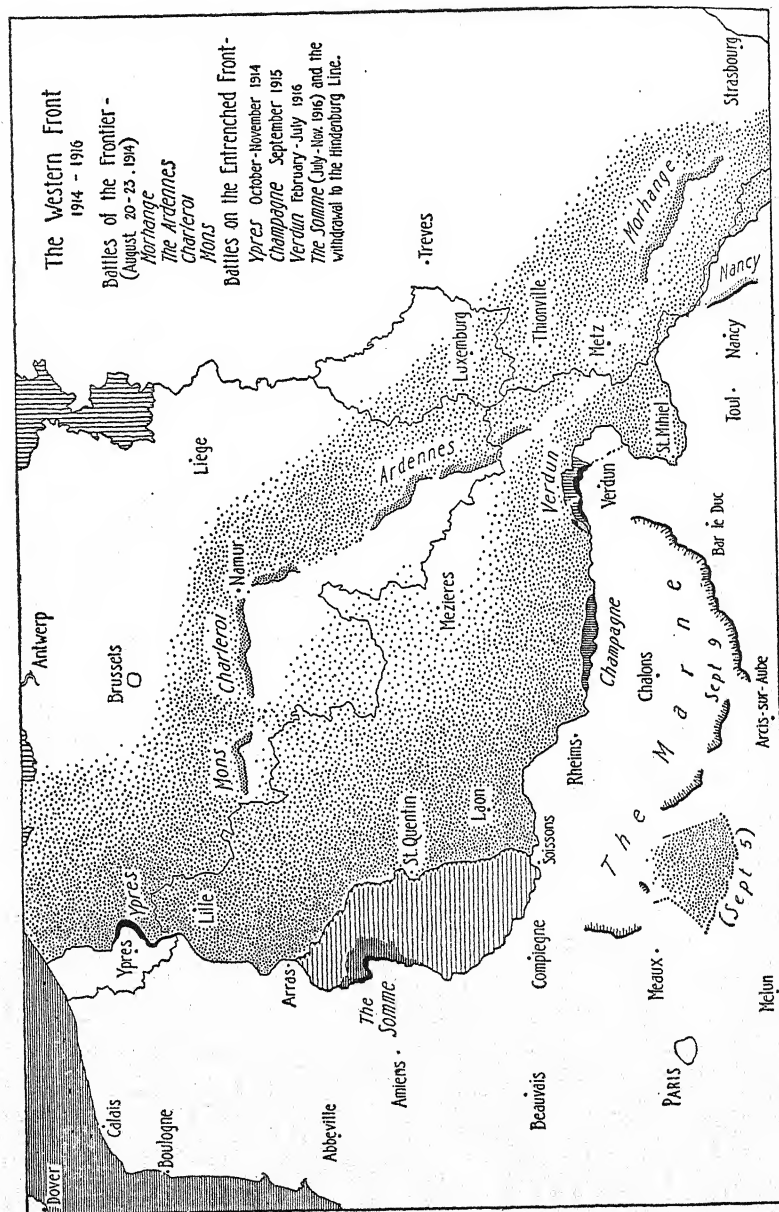 The Western Front
1914 - 1916
Battles of the Frontier -
(August 20-23. 1914)
Morhange
The Ardennes
Charleroi
Mons
Battles on the Entrenched Front -
Ypres October-November 1914
Champagne September 1915
Verdun February-July 1916
The Somme (July-Nov. 1916) and the
withdrawal to the Hindenburg Line.
Dover
Calais
Boulogne
Abbeville
Amiens
Beauvais
PARIS
Melun
Meaux
Compiegne
The
Somme
Arras
Ypres
Ypres
Lille
St. Quentin
Laon
Soissons
Rheims
The Marne
(Sept 5)
Sept 9
Arcis-sur-Aube
Chalons
Champagne
Bar le Duc
Mons
Charleroi
Namur
Brussets
Antwerp
Liége
Mezieres
Ardennes
Verdun
Verdun
St. Mihiel
Toul
Nancy
Nancy
Metz
Thionville
Luxemburg
Treves
Morhange
Strasbourg